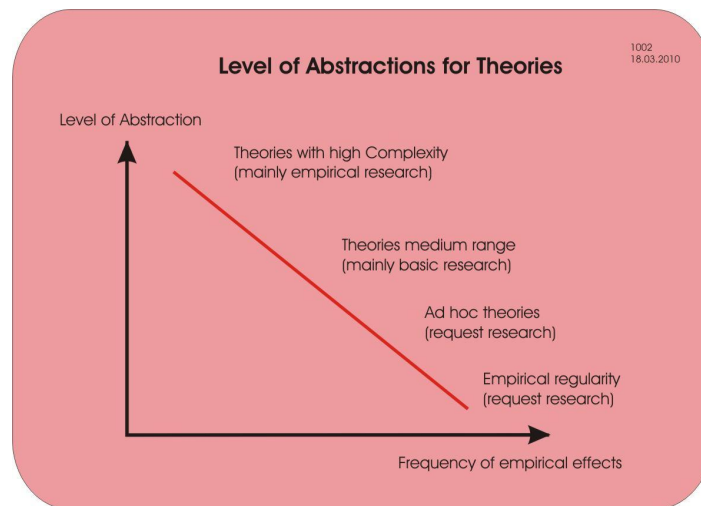 1002
18.03.2010
Level of Abstractions for Theories
Level of Abstraction
Theories with high Complexity
(mainly empirical research)
Theories medium range
(mainly basic research)
Ad hoc theories
(request research)
Empirical regularity
(request research)
Frequency of empirical effects